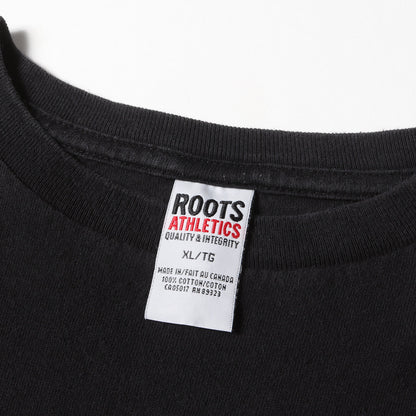 ROOTS
ATHLETICS
QUALITY & INTEGRITY
XL/TG
MADE IN/FAIT AU CANADA
100% COTTON/COTON
CA05017 RN 89323